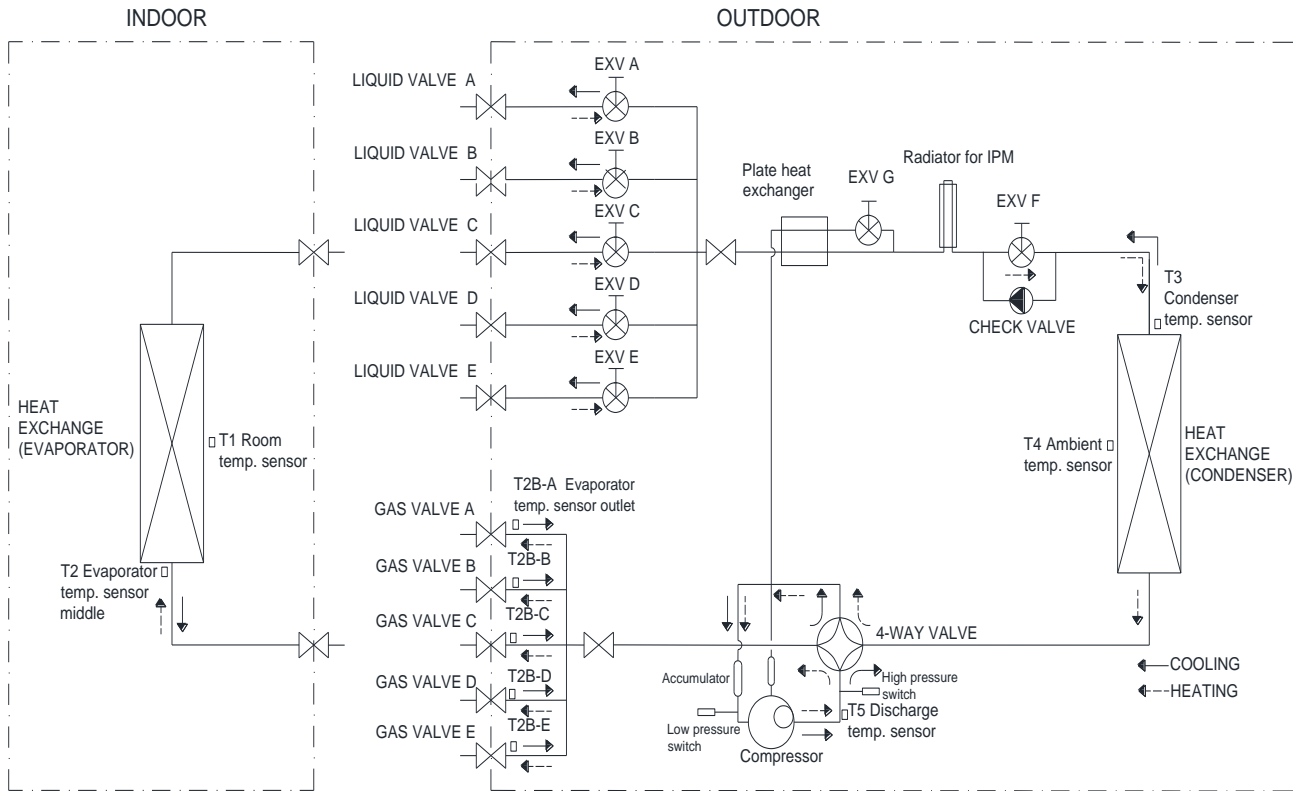 INDOOR
OUTDOOR
LIQUID VALVE A
EXV A
LIQUID VALVE B
EXV B
LIQUID VALVE C
EXV C
LIQUID VALVE D
EXV D
LIQUID VALVE E
EXV E
Plate heat
exchanger
EXV G
Radiator for IPM
EXV F
CHECK VALVE
T3
Condenser
temp. sensor
HEAT
EXCHANGE
(EVAPORATOR)
T1 Room
temp. sensor
T2 Evaporator
temp. sensor
middle
T4 Ambient
temp. sensor
HEAT
EXCHANGE
(CONDENSER)
GAS VALVE A
T2B-A Evaporator
temp. sensor outlet
GAS VALVE B
T2B-B
GAS VALVE C
T2B-C
GAS VALVE D
T2B-D
GAS VALVE E
T2B-E
4-WAY VALVE
Accumulator
High pressure
switch
Low pressure
switch
T5 Discharge
temp. sensor
Compressor
COOLING
HEATING